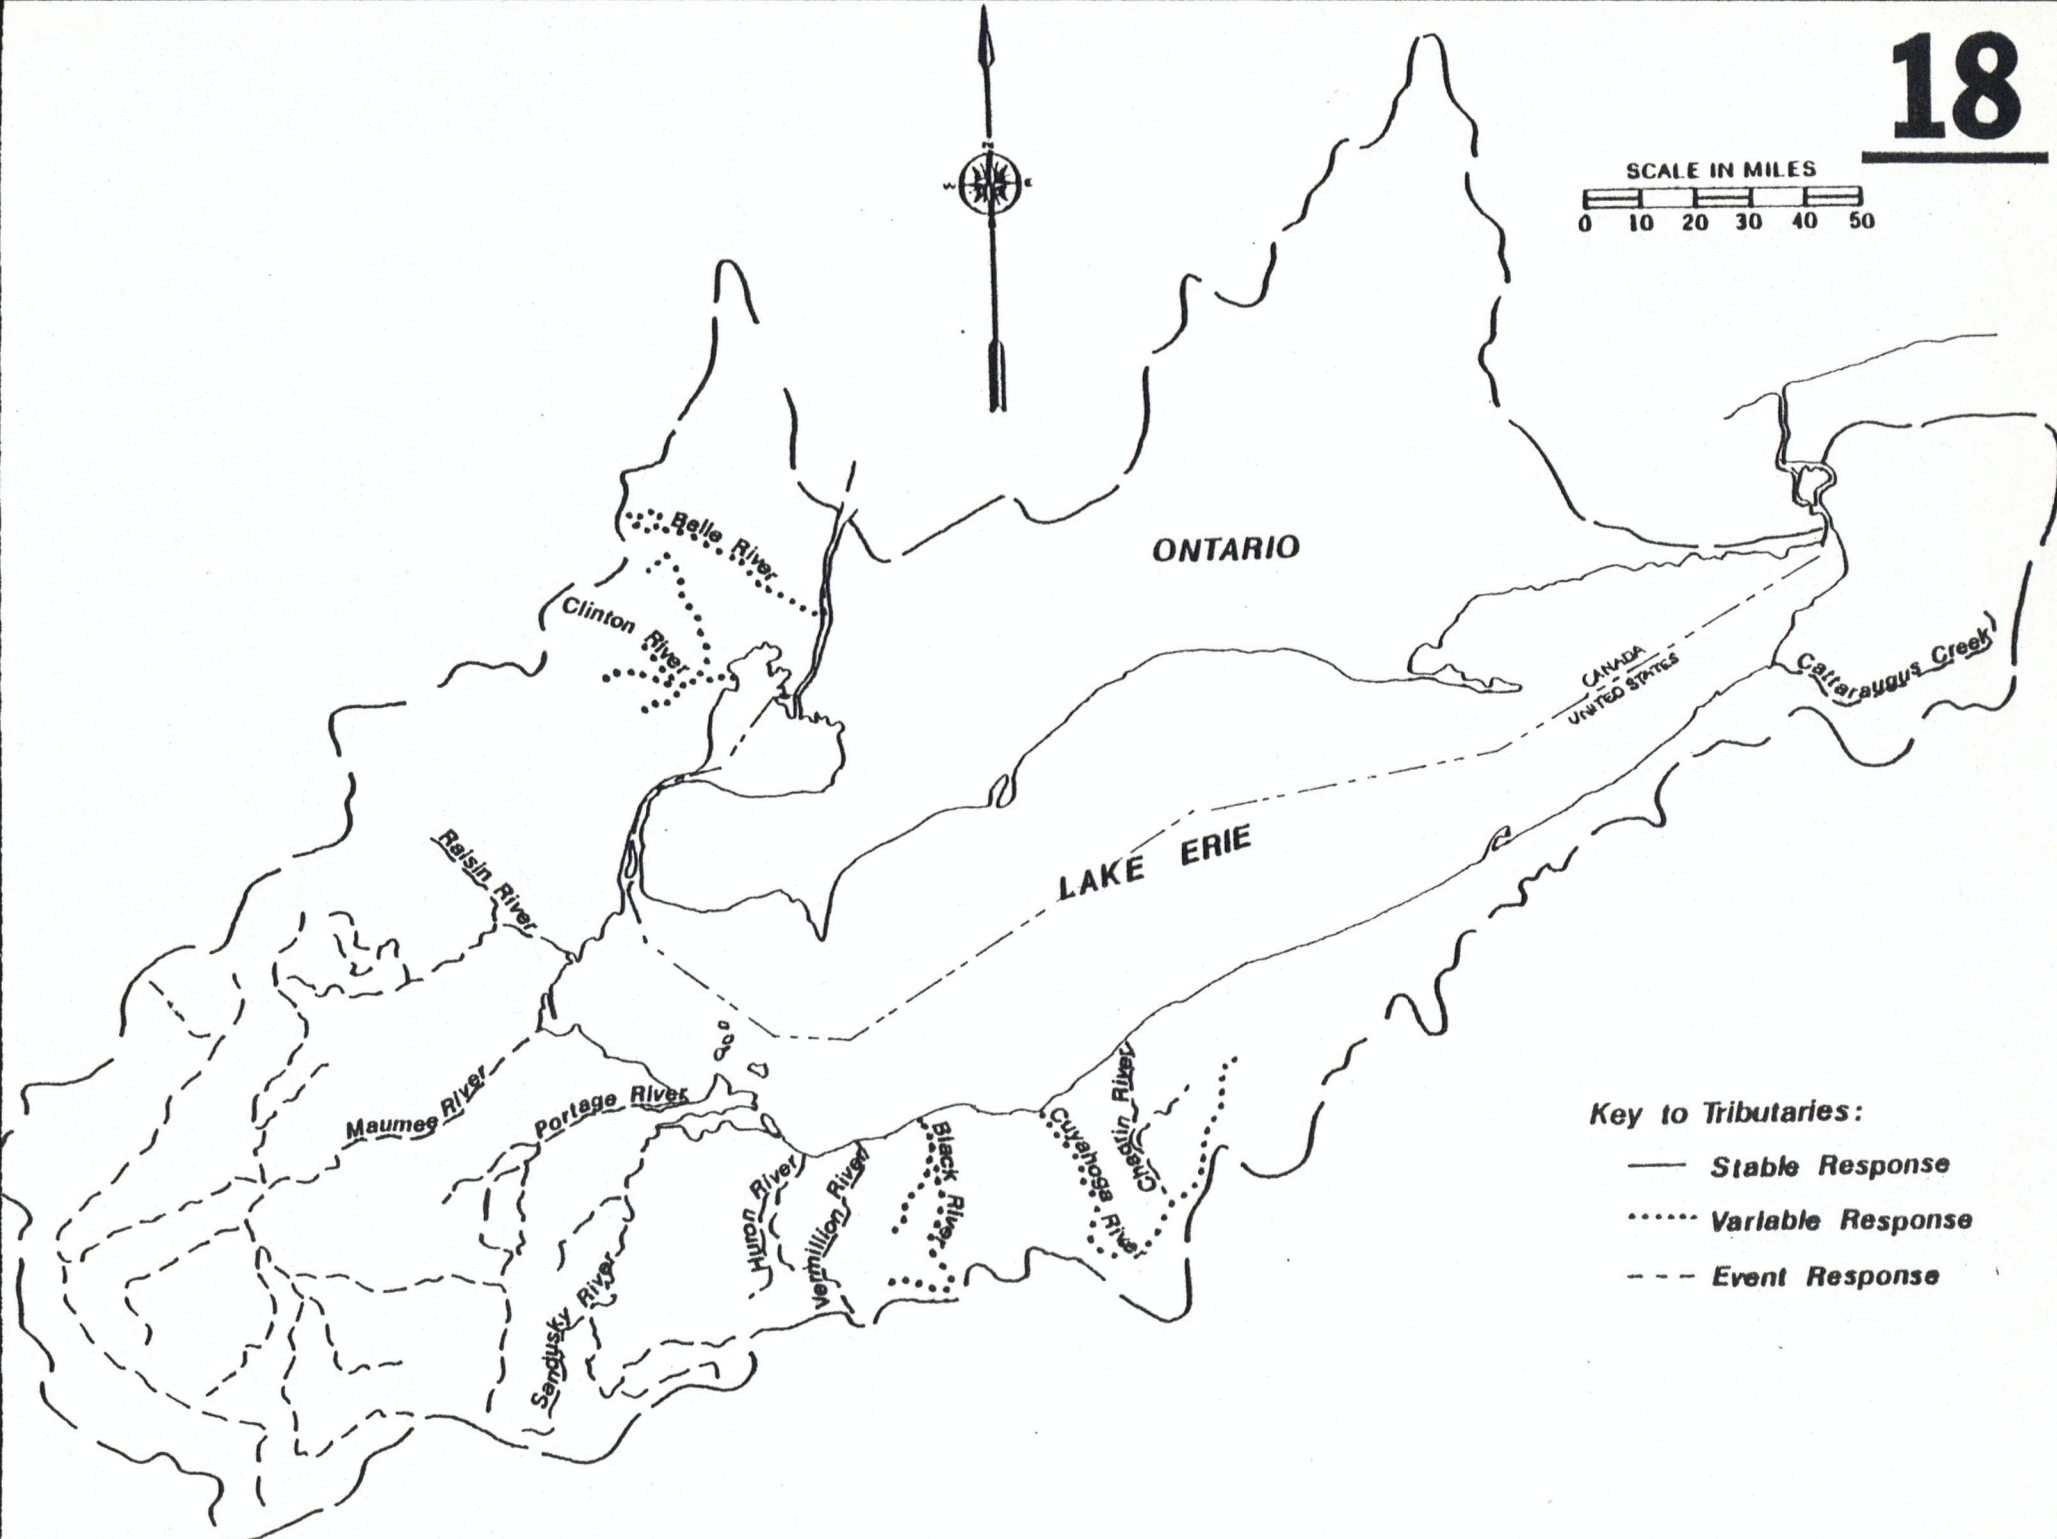 18
SCALE IN MILES
0 10 20 30 40 50
N
W E
Belle River
ONTARIO
Clinton River
CANADA
UNITED STATES
Cattaraugus Creek
LAKE ERIE
Raisin River
Maumee River
Portage River
Sandusky River
Huron River
Vermillion River
Black River
Cuyahoga River
Chagrin River
Key to Tributaries:
Stable Response
Variable Response
Event Response